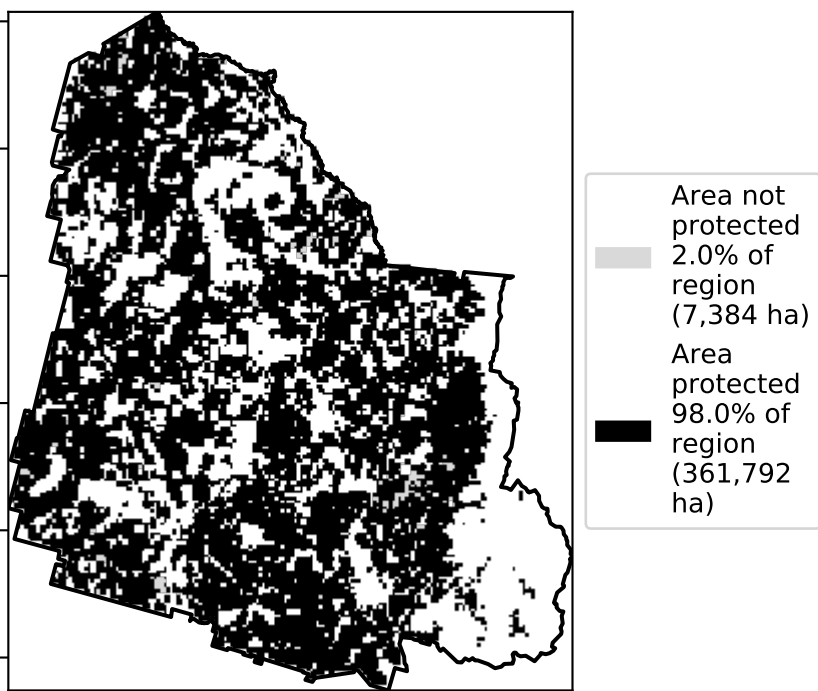 Area not
protected
2.0% of
region
(7,384 ha)
Area
protected
98.0% of
region
(361,792
ha)